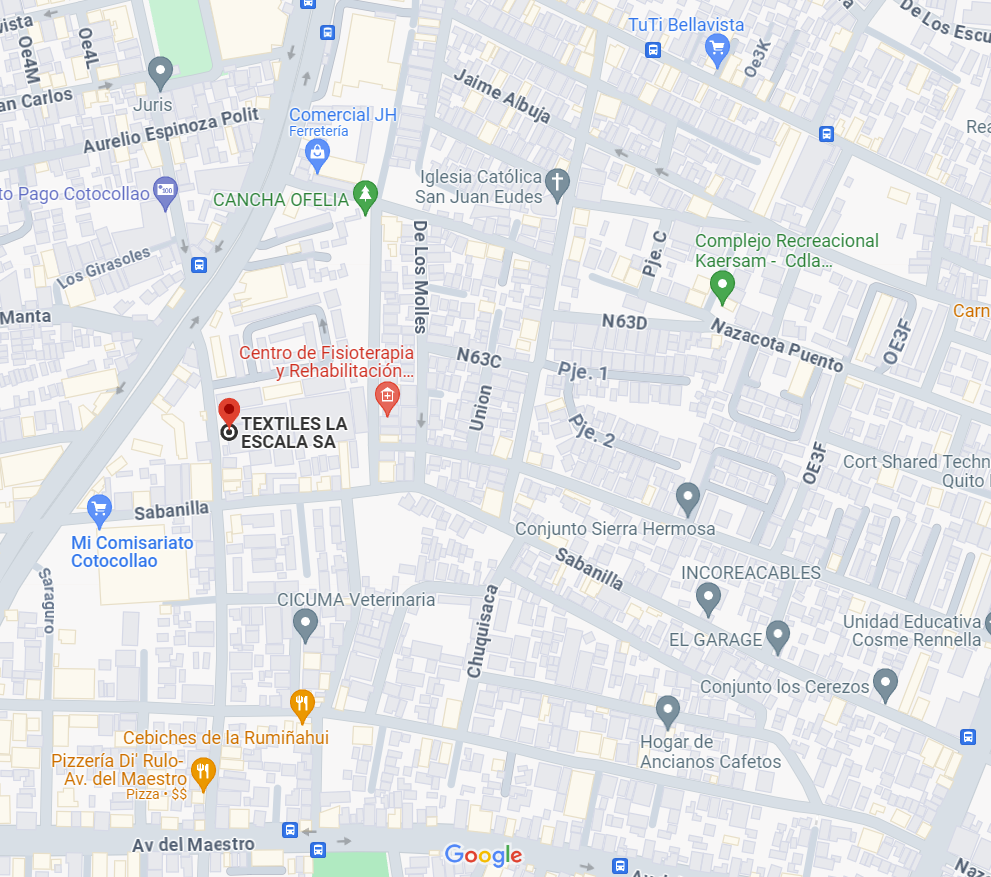 vista
Oe4M
Oe4L
an Carlos
Juris
Aurelio Espinoza Polit
Comercial JH
Ferretería
Jaime Albuja
TuTi Bellavista
Oe3K
De Los Escu
Rea
Iglesia Católica
San Juan Eudes
to Pago Cotocollao
CANCHA OFELIA
Los Girasoles
Manta
De Los Molles
Pje. C
Complejo Recreacional
Kaersam - Cdla...
Carn
N63D
Nazacota Puento
OE3F
Centro de Fisioterapia
y Rehabilitación...
N63C
Pje. 1
Union
Pje. 2
TEXTILES LA
ESCALA SA
OE3F
Cort Shared Techn
Quito
Sabanilla
Mi Comisariato
Cotocollao
Conjunto Sierra Hermosa
Sabanilla
Saraguro
CICUMA Veterinaria
Chuquisaca
INCOREACABLES
EL GARAGE
Unidad Educativa
Cosme Rennella
Conjunto los Cerezos
Cebiches de la Rumiñahui
Hogar de
Ancianos Cafetos
Pizzería Di' Rulo-
Av. del Maestro
Pizza • $$
Av del Maestro
Google
Naz